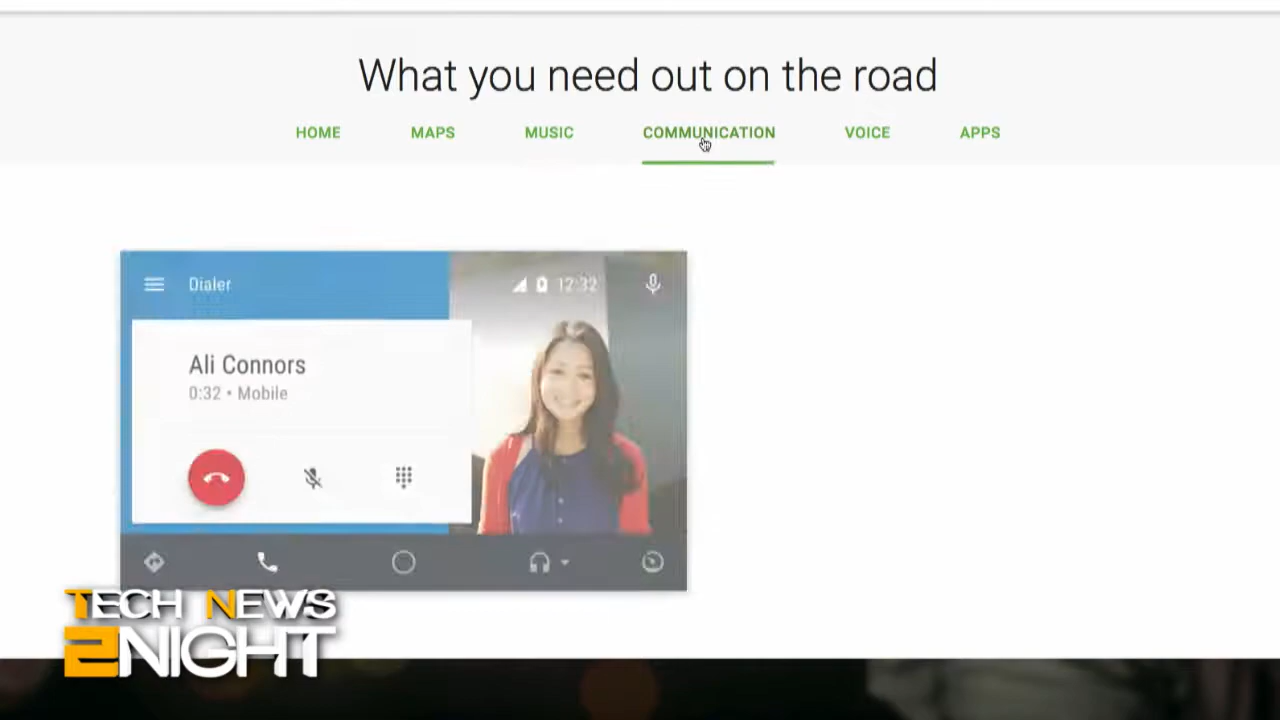 What you need out on the road
HOME MAPS MUSIC COMMUNICATION VOICE APPS
Dialer 12:32
Ali Connors
0:32 • Mobile
TECH NEWS
2NIGHT